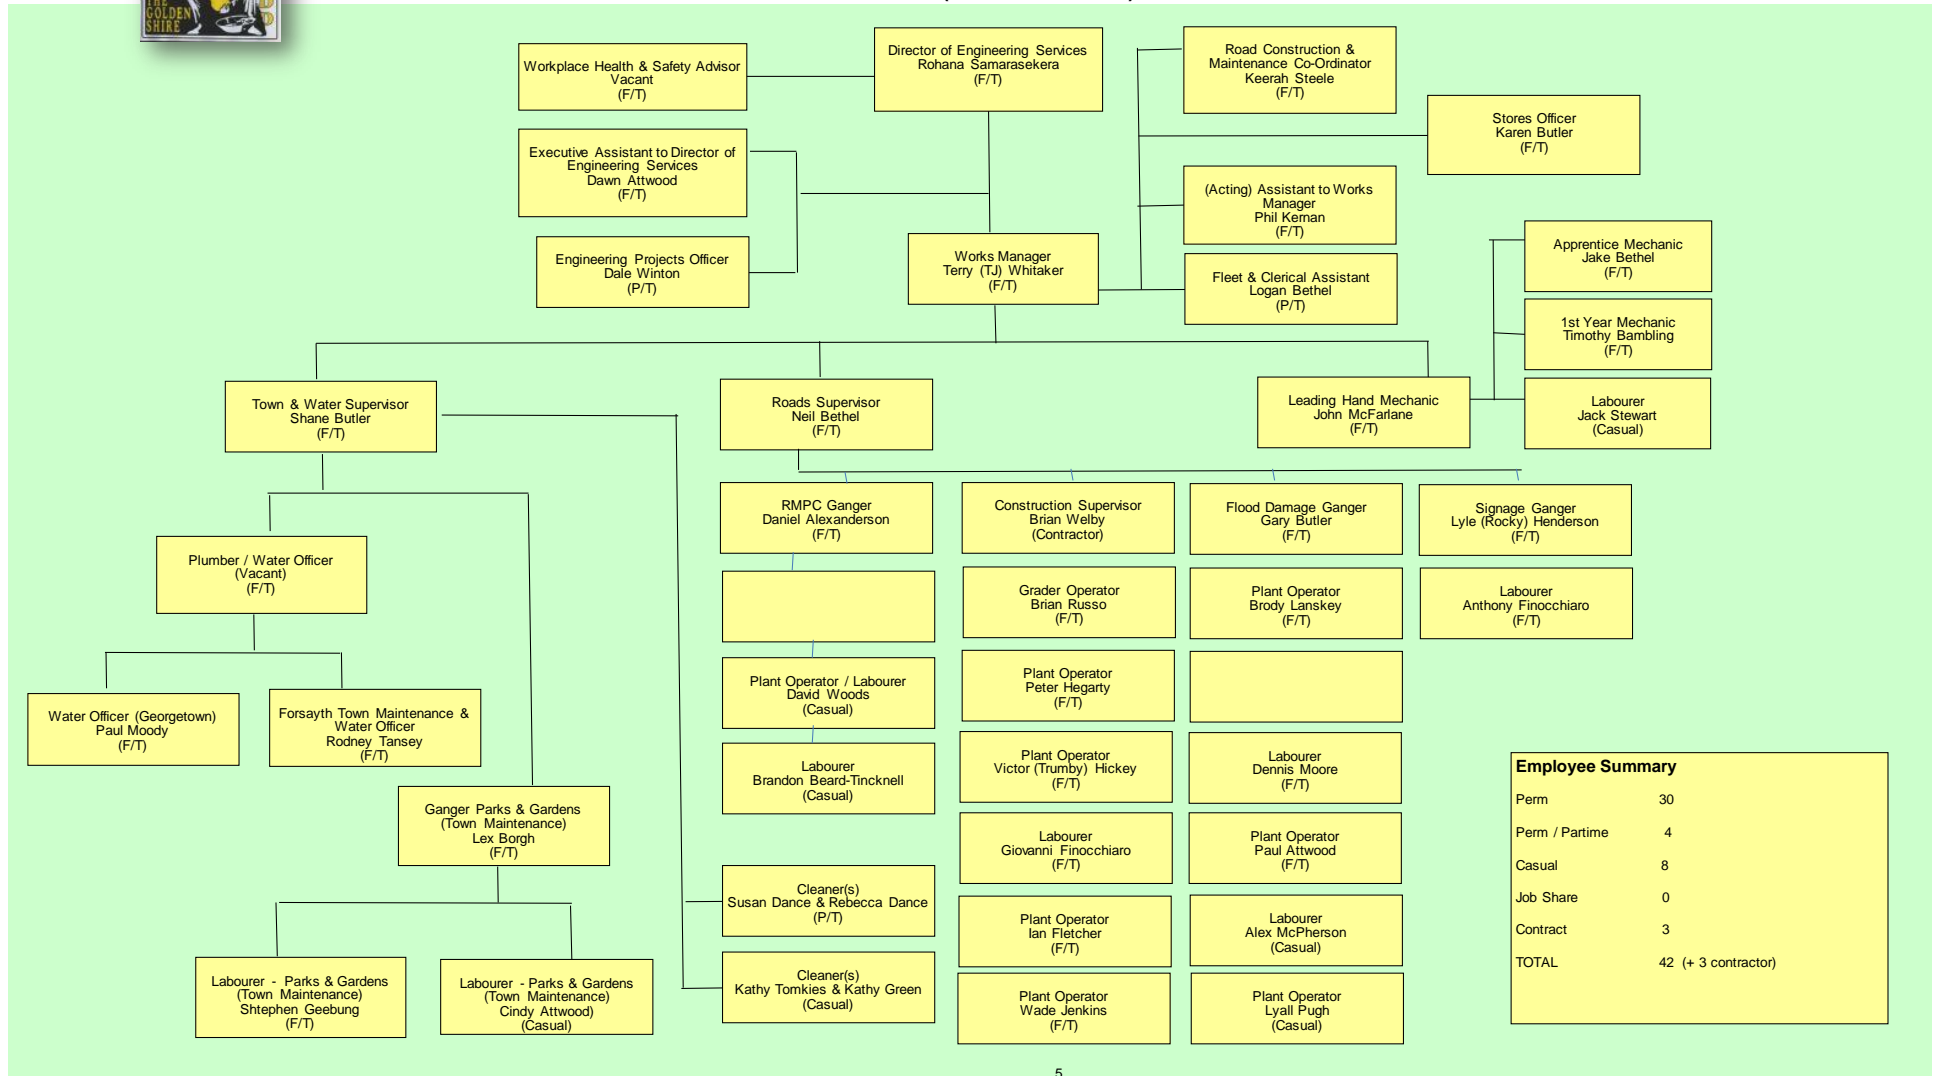 THE
GOLDEN
SHIRE
Director of Engineering Services
Rohana Samarasekera
(F/T)
Workplace Health & Safety Advisor
Vacant
(F/T)
Road Construction &
Maintenance Co-Ordinator
Keerah Steele
(F/T)
Stores Officer
Karen Butler
(F/T)
Executive Assistant to Director of
Engineering Services
Dawn Attwood
(F/T)
(Acting) Assistant to Works
Manager
Phil Kernan
(F/T)
Engineering Projects Officer
Dale Winton
(P/T)
Works Manager
Terry (TJ) Whitaker
(F/T)
Fleet & Clerical Assistant
Logan Bethel
(P/T)
Apprentice Mechanic
Jake Bethel
(F/T)
1st Year Mechanic
Timothy Bambling
(F/T)
Town & Water Supervisor
Shane Butler
(F/T)
Roads Supervisor
Neil Bethel
(F/T)
Leading Hand Mechanic
John McFarlane
(F/T)
Labourer
Jack Stewart
(Casual)
RMPC Ganger
Daniel Alexanderson
(F/T)
Construction Supervisor
Brian Welby
(Contractor)
Flood Damage Ganger
Gary Butler
(F/T)
Signage Ganger
Lyle (Rocky) Henderson
(F/T)
Plumber / Water Officer
(Vacant)
(F/T)
Grader Operator
Brian Russo
(F/T)
Plant Operator
Brody Lanskey
(F/T)
Labourer
Anthony Finocchiaro
(F/T)
Water Officer (Georgetown)
Paul Moody
(F/T)
Forsayth Town Maintenance &
Water Officer
Rodney Tansey
(F/T)
Plant Operator / Labourer
David Woods
(Casual)
Plant Operator
Peter Hegarty
(F/T)
Labourer
Brandon Beard-Tincknell
(Casual)
Plant Operator
Victor (Trumby) Hickey
(F/T)
Labourer
Dennis Moore
(F/T)
Ganger Parks & Gardens
(Town Maintenance)
Lex Borgh
(F/T)
Labourer
Giovanni Finocchiaro
(F/T)
Plant Operator
Paul Attwood
(F/T)
Cleaner(s)
Susan Dance & Rebecca Dance
(P/T)
Plant Operator
Ian Fletcher
(F/T)
Labourer
Alex McPherson
(Casual)
Labourer - Parks & Gardens
(Town Maintenance)
Shtephen Geebung
(F/T)
Labourer - Parks & Gardens
(Town Maintenance)
Cindy Attwood)
(Casual)
Cleaner(s)
Kathy Tomkies & Kathy Green
(Casual)
Plant Operator
Wade Jenkins
(F/T)
Plant Operator
Lyall Pugh
(Casual)
Employee Summary
Perm 30
Perm / Partime 4
Casual 8
Job Share 0
Contract 3
TOTAL 42 (+ 3 contractor)
5